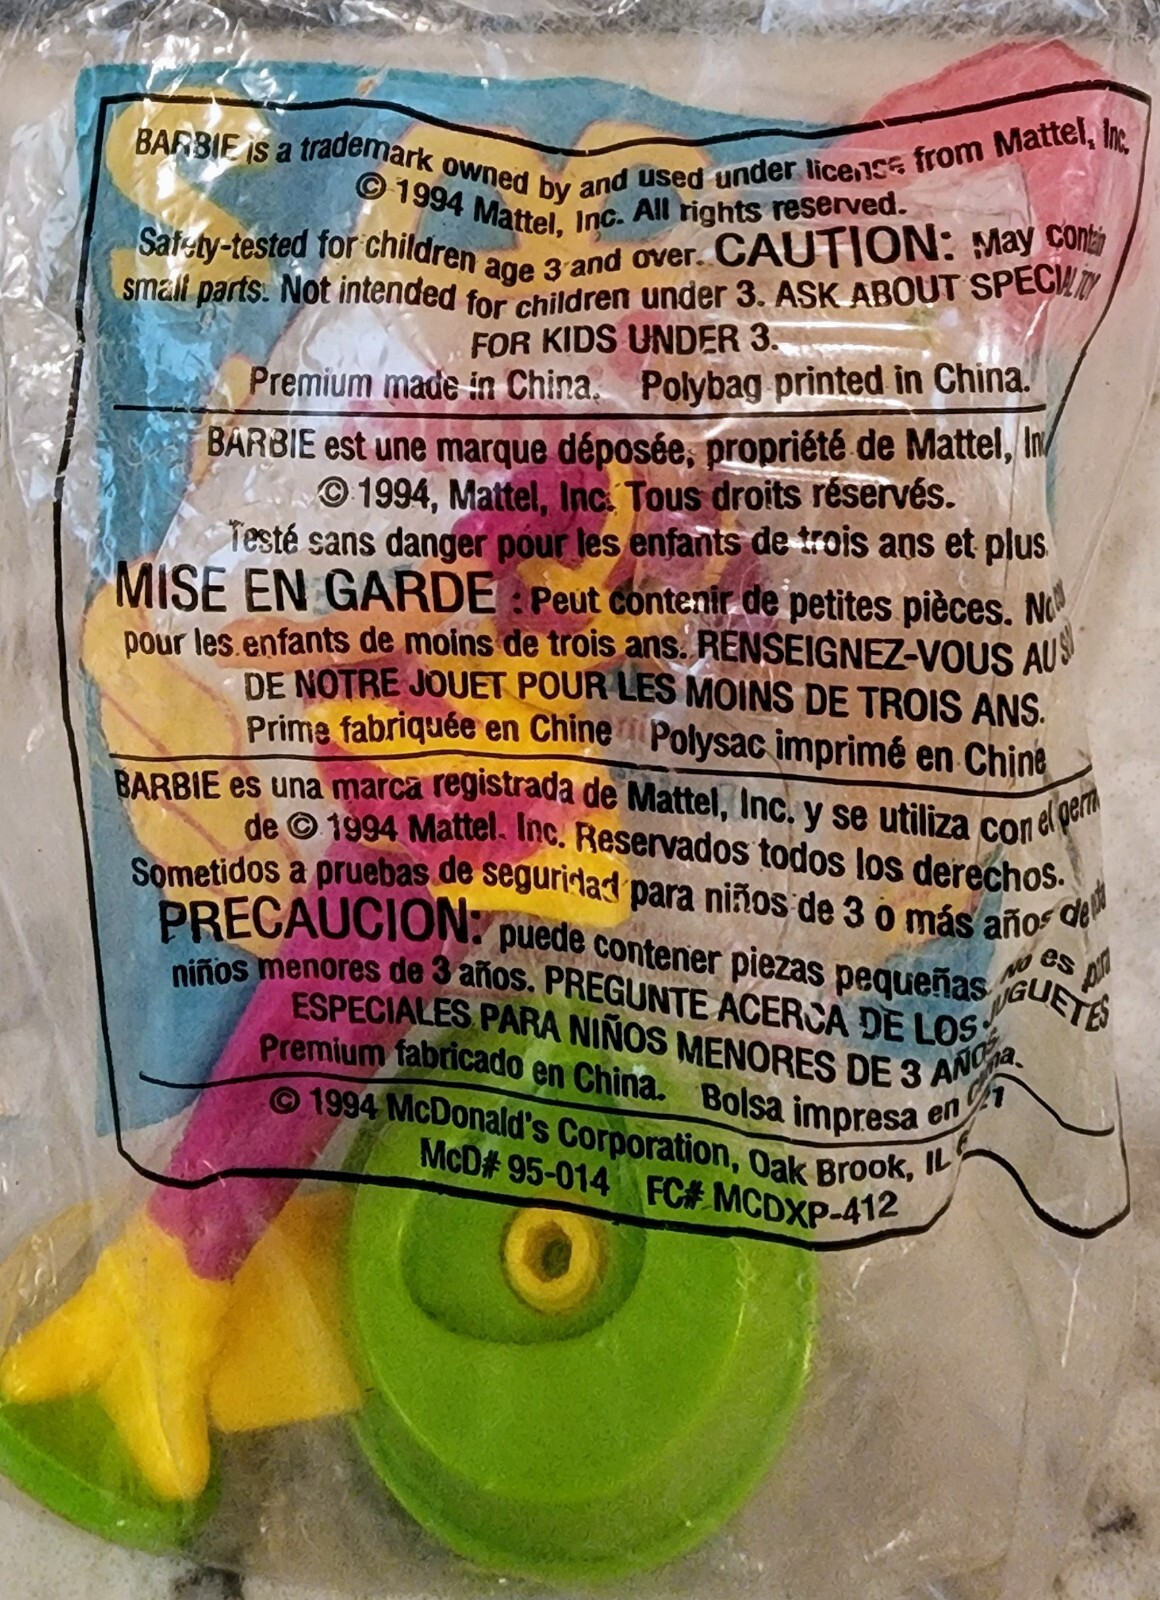 BARBIE is a trademark owned by and used under license from Mattel, Inc.
© 1994 Mattel, Inc. All rights reserved.
Safety-tested for children age 3 and over. CAUTION: May contain
small parts. Not intended for children under 3. ASK ABOUT SPECIAL TOY
FOR KIDS UNDER 3.
Premium made in China. Polybag printed in China.
BARBIE est une marque déposée, propriété de Mattel,
© 1994, Mattel, Inc. Tous droits réservés.
Testé sans danger pour les enfants de trois ans et plus.
MISE EN GARDE : Peut contenir de petites pièces.
pour les enfants de moins de trois ans. RENSEIGNEZ-VOUS AU
DE NOTRE JOUET POUR LES MOINS DE TROIS ANS.
Prime fabriquée en Chine Polysac imprimé en Chine
BARBIE es una marca registrada de Mattel, Inc. y se utiliza con el
de © 1994 Mattel. Inc. Reservados todos los derechos.
Sometidos a pruebas de seguridad para niños de 3 o más años de
PRECAUCION: puede contener piezas pequeñas. No es para
niños menores de 3 años. PREGUNTE ACERCA DE LOS JUGUETES
ESPECIALES PARA NIÑOS MENORES DE 3 AÑOS.
Premium fabricado en China. Bolsa impresa en China.
© 1994 McDonald's Corporation, Oak Brook, IL
McD# 95-014 FC# MCDXP-412